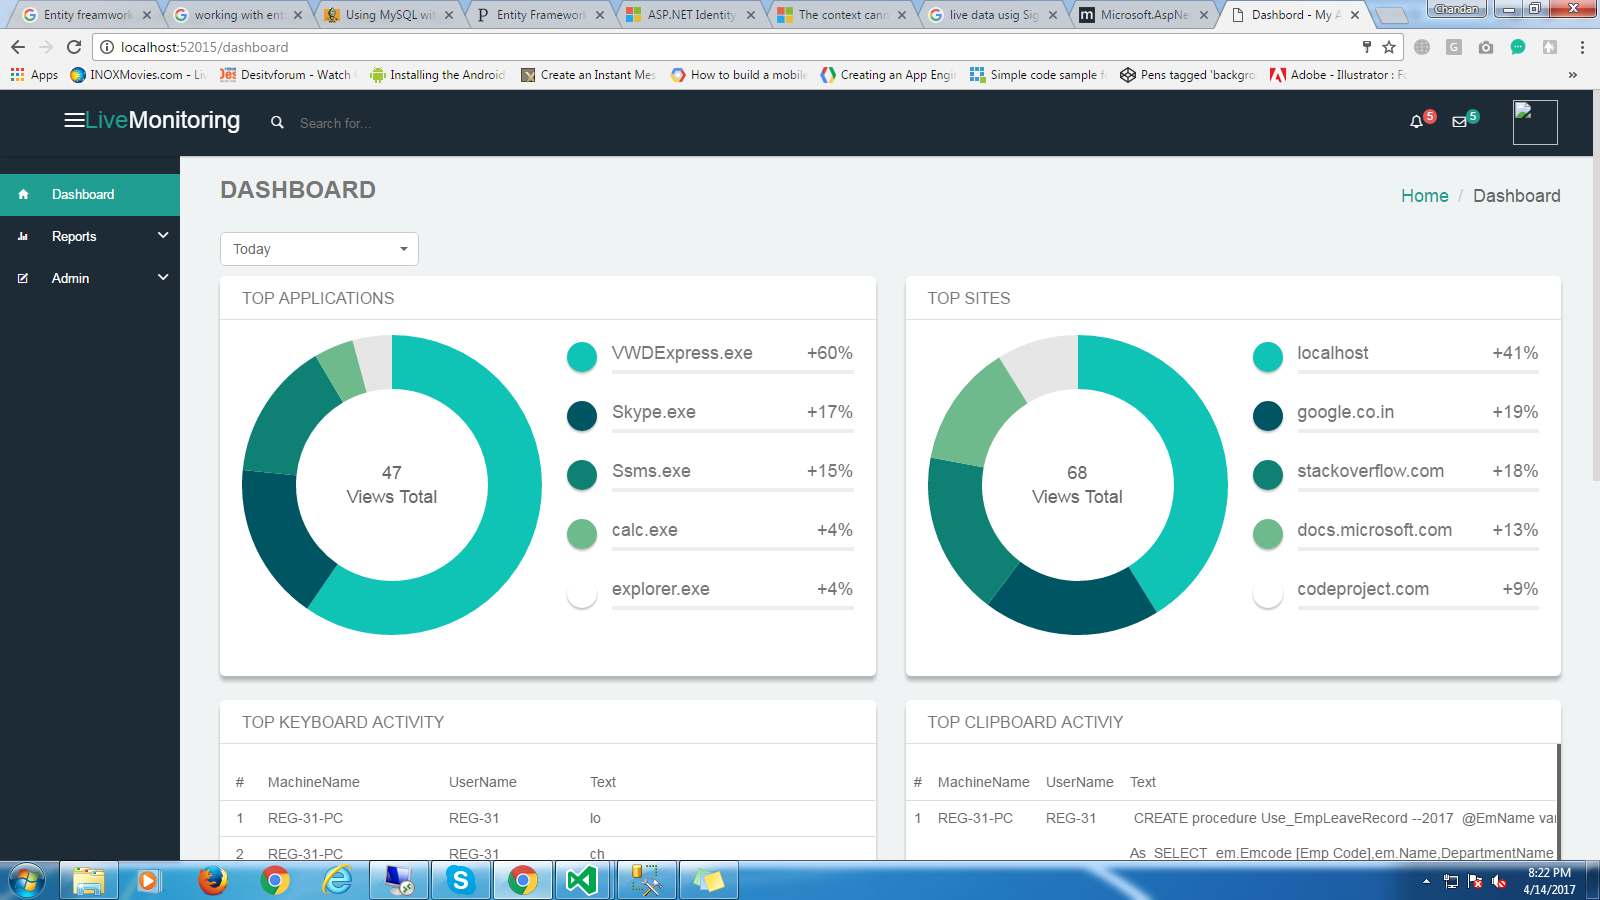 Entity freamwork
working with ent
Using MySQL wit
Entity Framework
ASP.NET Identity
The context cann
live data usig Sig
Microsoft.AspNe
Dashbord - My A
Chandan
localhost:52015/dashboard
Apps
INOXMovies.com - Liv
Desitvforum - Watch
Installing the Android
Create an Instant Mes
How to build a mobile
Creating an App Engi
Simple code sample f
Pens tagged 'backgro
Adobe - Illustrator : Fo
LiveMonitoring
Search for...
5
5
Dashboard
Reports
Admin
DASHBOARD
Home / Dashboard
Today
TOP APPLICATIONS
47
Views Total
VWDExpress.exe +60%
Skype.exe +17%
Ssms.exe +15%
calc.exe +4%
explorer.exe +4%
TOP SITES
68
Views Total
localhost +41%
google.co.in +19%
stackoverflow.com +18%
docs.microsoft.com +13%
codeproject.com +9%
TOP KEYBOARD ACTIVITY
# MachineName UserName Text
1 REG-31-PC REG-31 lo
2 REG-31-PC REG-31 ch
TOP CLIPBOARD ACTIVIY
# MachineName UserName Text
1 REG-31-PC REG-31 CREATE procedure Use_EmpLeaveRecord --2017 @EmName var
As SELECT em.Emcode [Emp Code],em.Name,DepartmentName
8:22 PM
4/14/2017